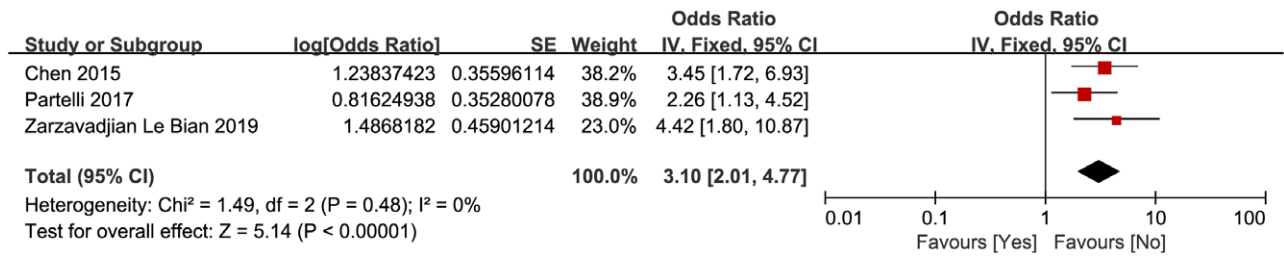 Odds Ratio Odds Ratio
Study or Subgroup log[Odds Ratio] SE Weight IV, Fixed, 95% CI IV, Fixed, 95% CI
Chen 2015 1.23837423 0.35596114 38.2% 3.45 [1.72, 6.93]
Partelli 2017 0.81624938 0.35280078 38.9% 2.26 [1.13, 4.52]
Zarzavadjian Le Bian 2019 1.4868182 0.45901214 23.0% 4.42 [1.80, 10.87]
Total (95% CI) 100.0% 3.10 [2.01, 4.77]
Heterogeneity: Chi² = 1.49, df = 2 (P = 0.48); I² = 0%
Test for overall effect: Z = 5.14 (P < 0.00001)
0.01 0.1 1 10 100
Favours [Yes] Favours [No]